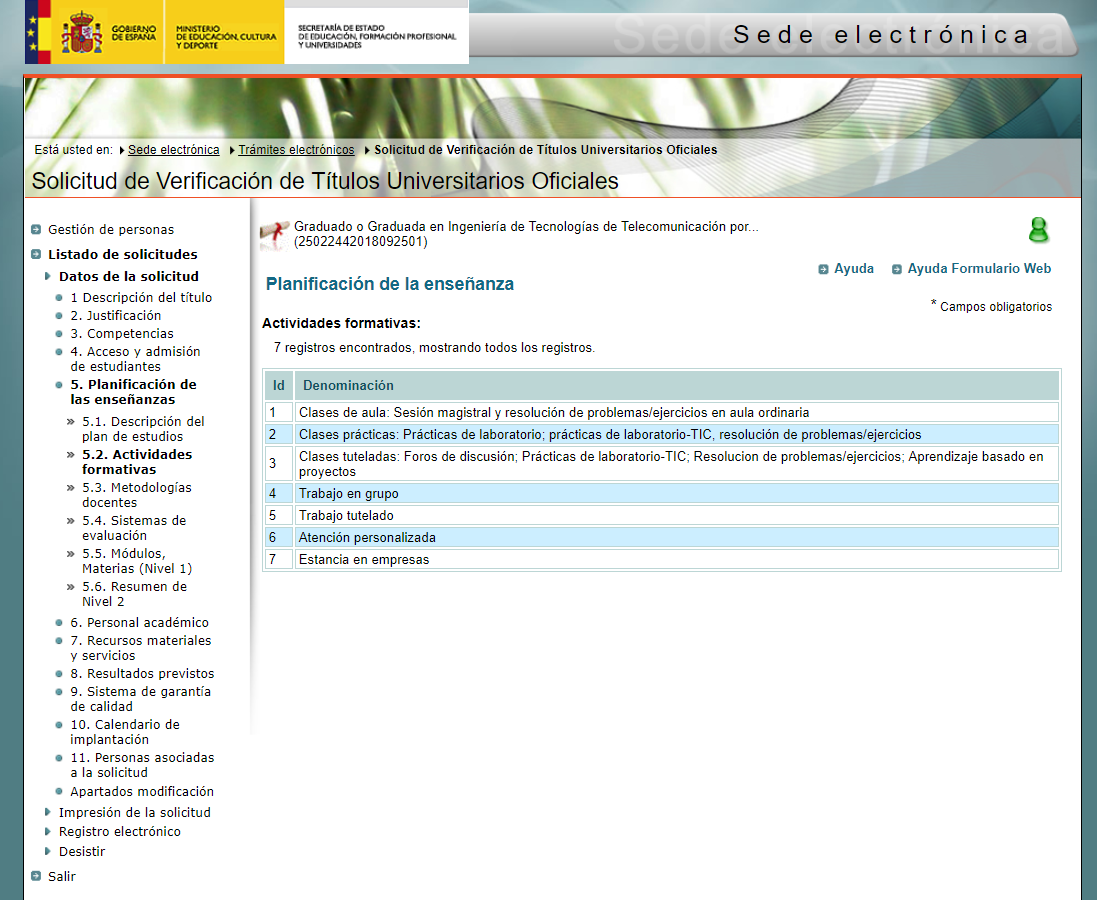 GOBIERNO
DE ESPAÑA
MINISTERIO
DE EDUCACIÓN, CULTURA
Y DEPORTE
SECRETARÍA DE ESTADO
DE EDUCACIÓN, FORMACIÓN PROFESIONAL
Y UNIVERSIDADES
Sede electrónica
Está usted en: Sede electrónica Trámites electrónicos Solicitud de Verificación de Títulos Universitarios Oficiales
Solicitud de Verificación de Títulos Universitarios Oficiales
Gestión de personas
Listado de solicitudes
Datos de la solicitud
1 Descripción del título
2. Justificación
3. Competencias
4. Acceso y admisión
de estudiantes
5. Planificación de
las enseñanzas
» 5.1. Descripción del
plan de estudios
» 5.2. Actividades
formativas
» 5.3. Metodologías
docentes
» 5.4. Sistemas de
evaluación
» 5.5. Módulos,
Materias (Nivel 1)
» 5.6. Resumen de
Nivel 2
6. Personal académico
7. Recursos materiales
y servicios
8. Resultados previstos
9. Sistema de garantía
de calidad
10. Calendario de
implantación
11. Personas asociadas
a la solicitud
Apartados modificación
Impresión de la solicitud
Registro electrónico
Desistir
Salir
Graduado o Graduada en Ingeniería de Tecnologías de Telecomunicación por...
(25022442018092501)
Ayuda Ayuda Formulario Web
Planificación de la enseñanza
* Campos obligatorios
Actividades formativas:
7 registros encontrados, mostrando todos los registros.
Id Denominación
1 Clases de aula: Sesión magistral y resolución de problemas/ejercicios en aula ordinaria
2 Clases prácticas: Prácticas de laboratorio; prácticas de laboratorio-TIC, resolución de problemas/ejercicios
3 Clases tuteladas: Foros de discusión; Prácticas de laboratorio-TIC; Resolucion de problemas/ejercicios; Aprendizaje basado en
proyectos
4 Trabajo en grupo
5 Trabajo tutelado
6 Atención personalizada
7 Estancia en empresas